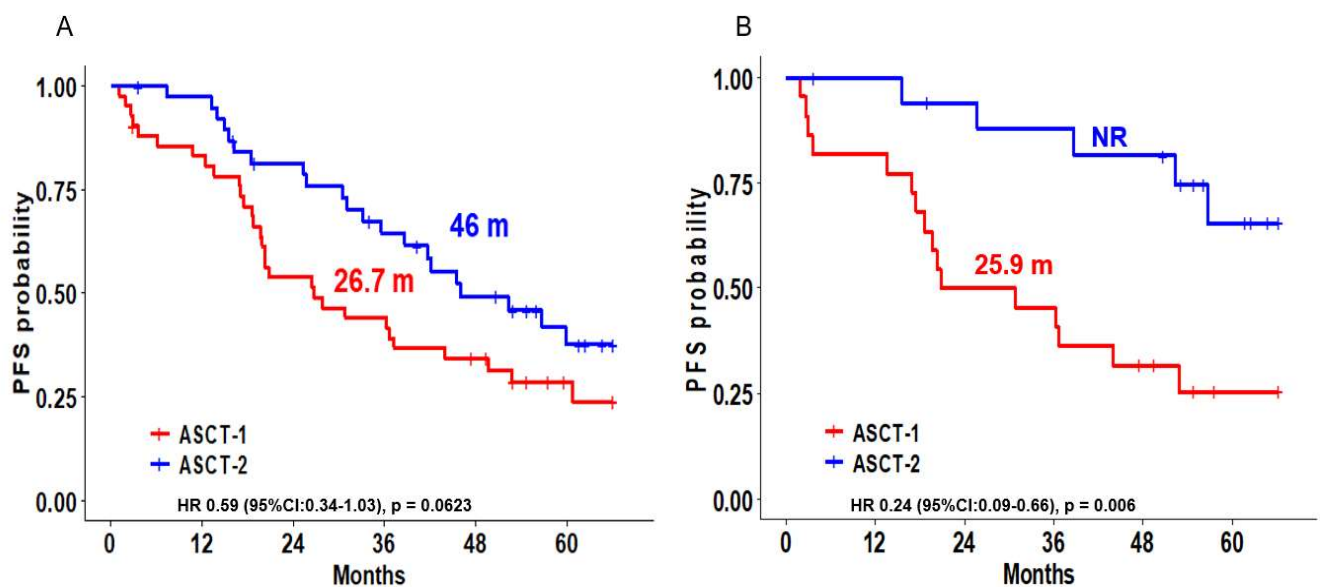 A
PFS probability
1.00
0.75
0.50
0.25
0.00
46 m
26.7 m
ASCT-1
ASCT-2
HR 0.59 (95%CI:0.34-1.03), p = 0.0623
0 12 24 36 48 60
Months
B
PFS probability
1.00
0.75
0.50
0.25
0.00
NR
25.9 m
ASCT-1
ASCT-2
HR 0.24 (95%CI:0.09-0.66), p = 0.006
0 12 24 36 48 60
Months